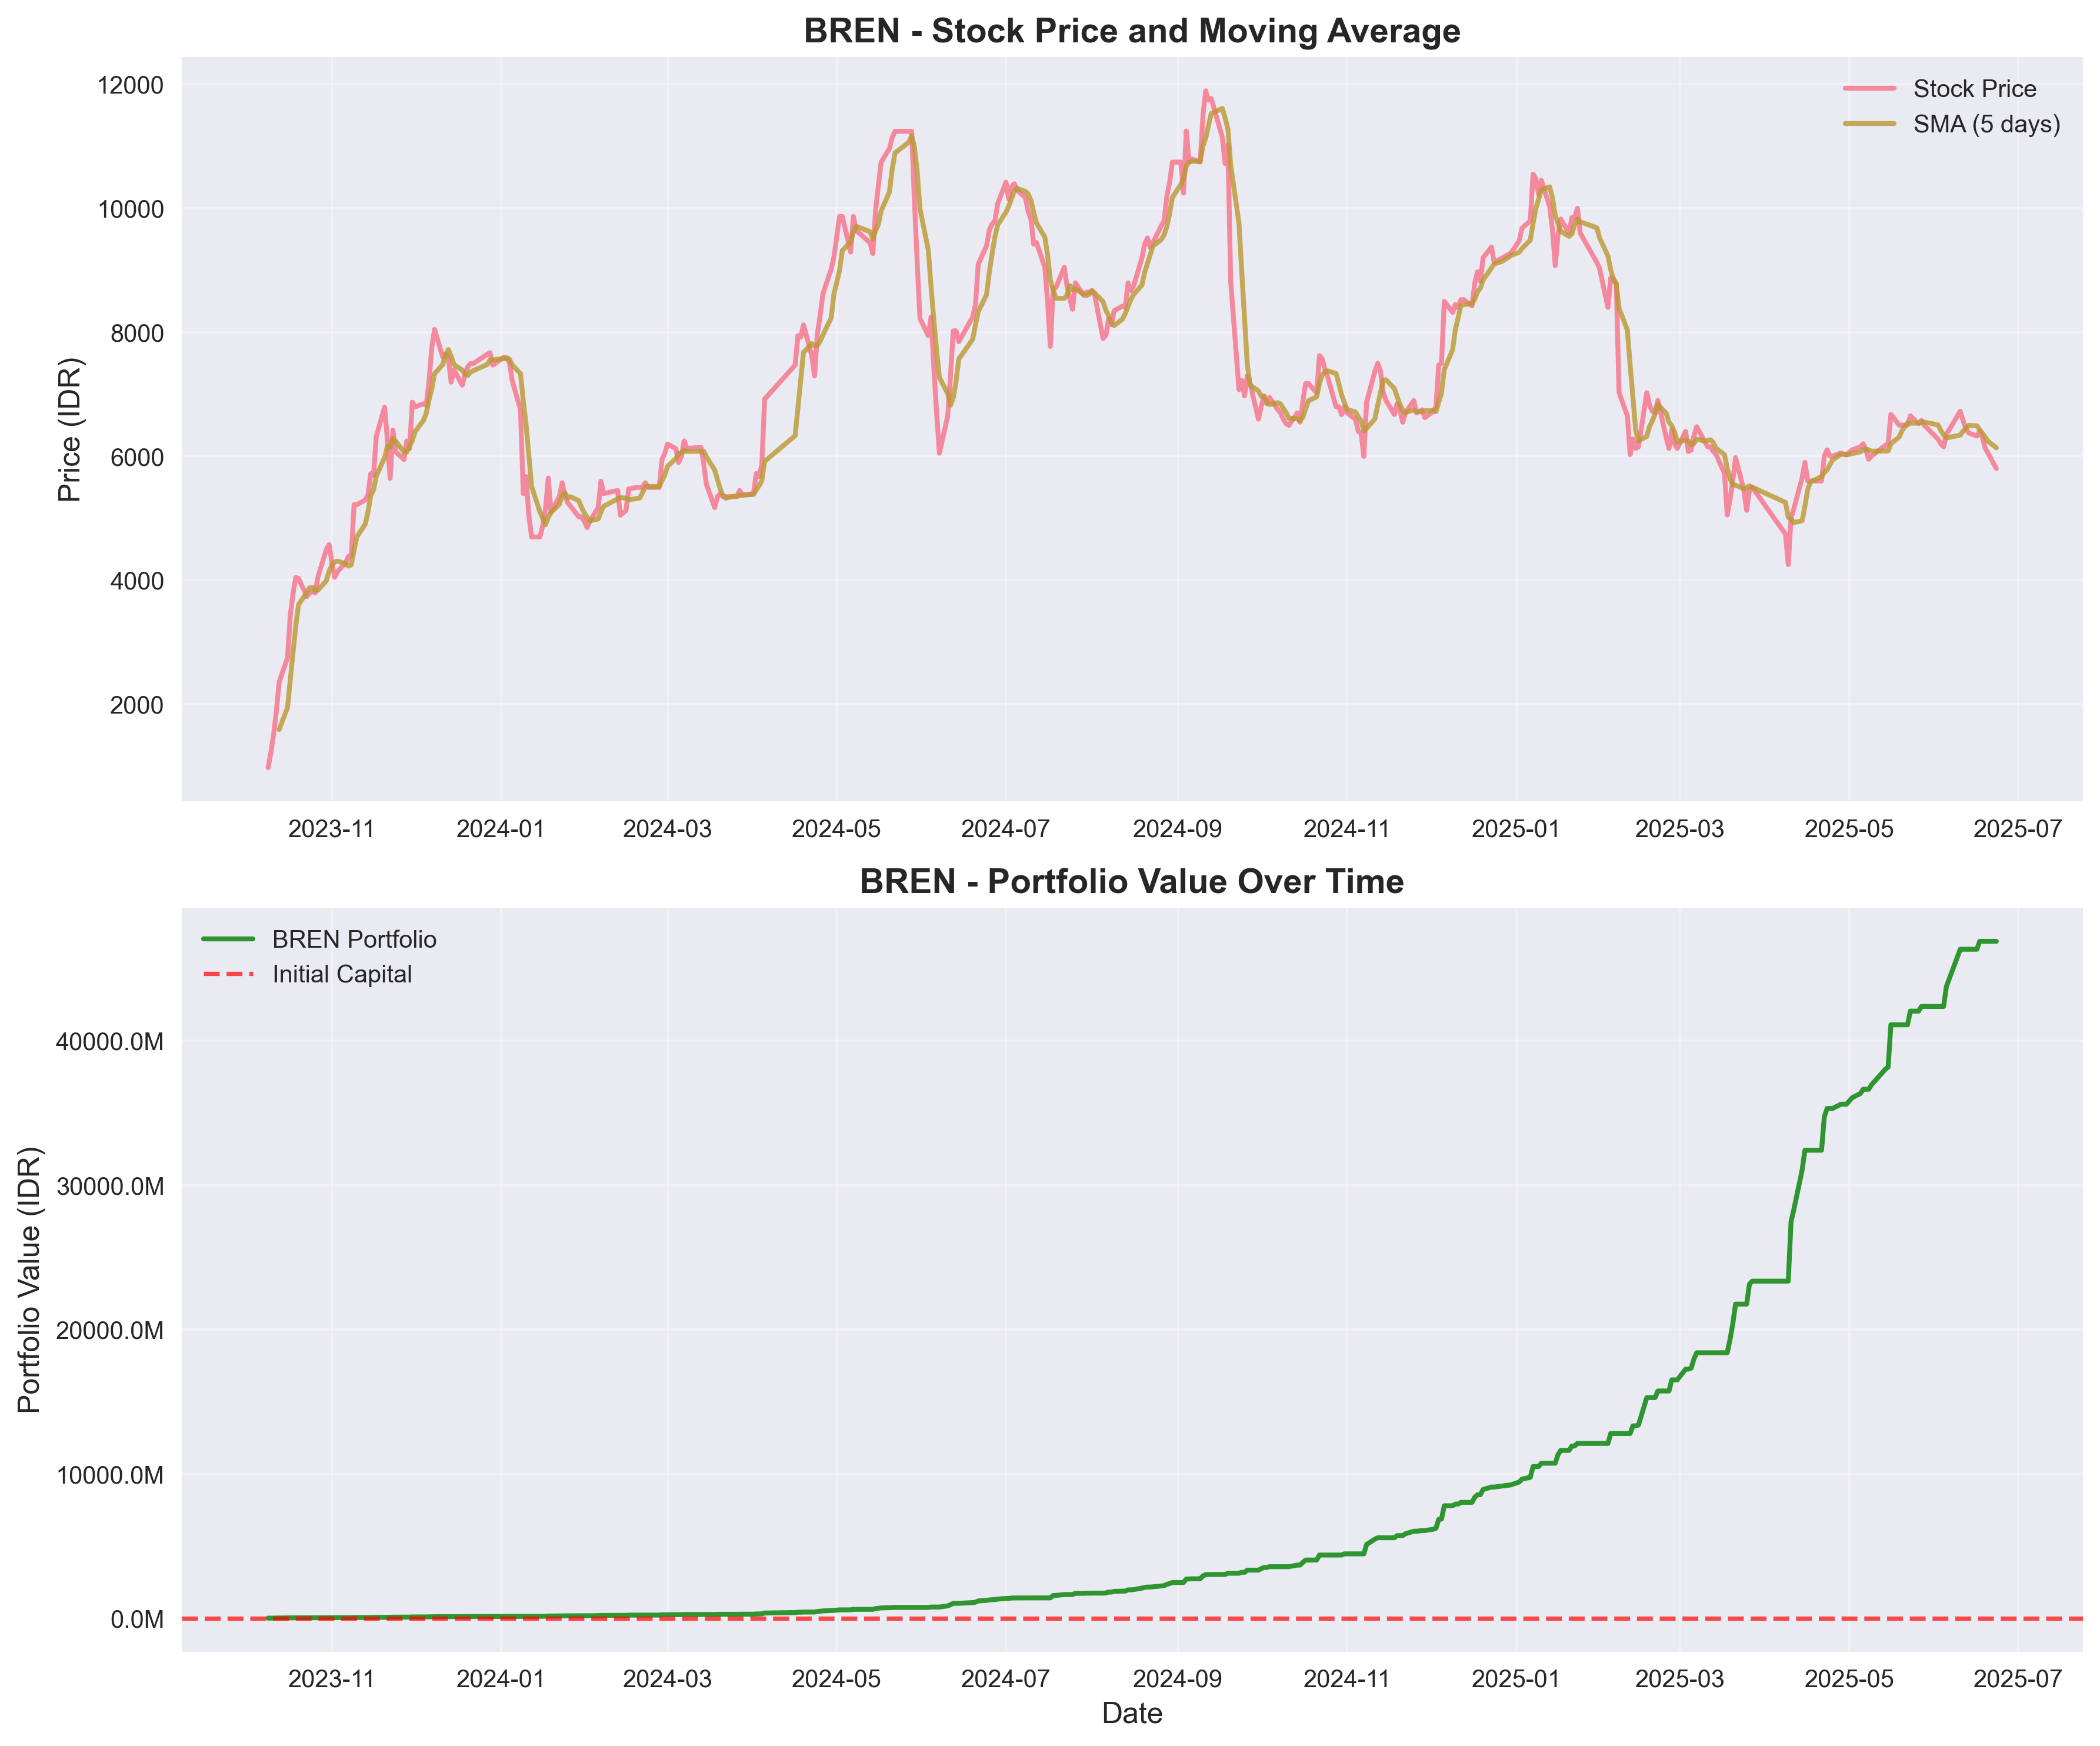 BREN - Stock Price and Moving Average
Price (IDR)
12000
10000
8000
6000
4000
2000
Stock Price
SMA (5 days)
2023-11 2024-01 2024-03 2024-05 2024-07 2024-09 2024-11 2025-01 2025-03 2025-05 2025-07
BREN - Portfolio Value Over Time
Portfolio Value (IDR)
BREN Portfolio
Initial Capital
40000.0M
30000.0M
20000.0M
10000.0M
0.0M
2023-11 2024-01 2024-03 2024-05 2024-07 2024-09 2024-11 2025-01 2025-03 2025-05 2025-07
Date